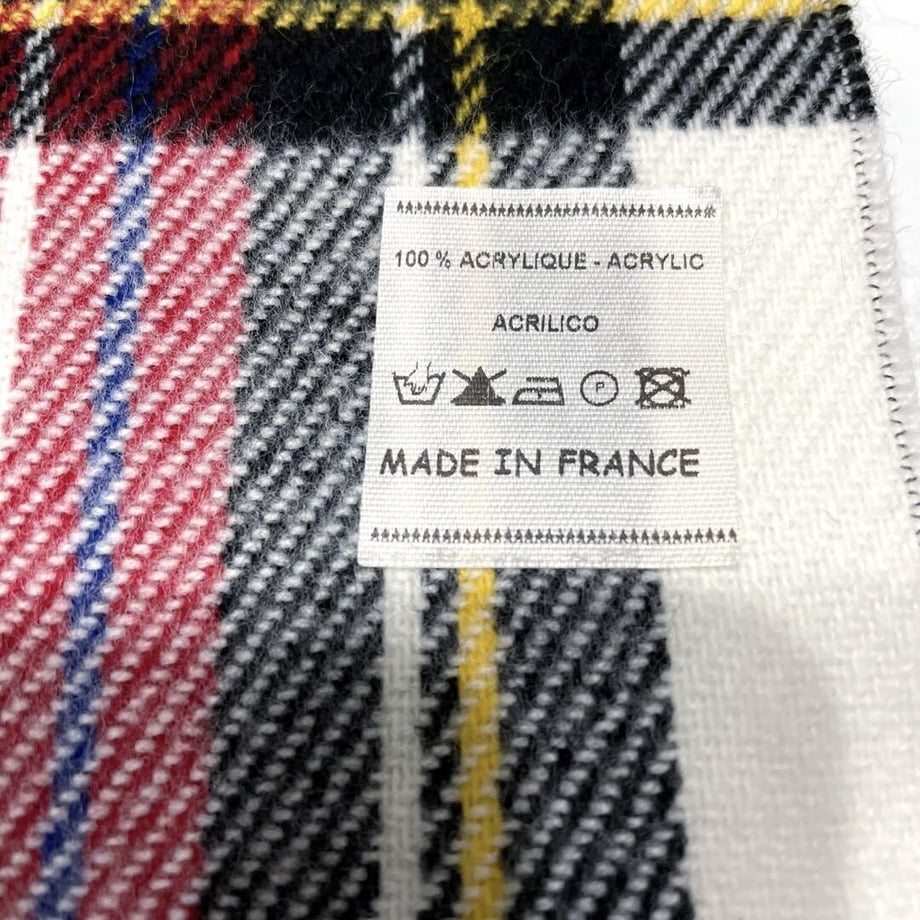 100 % ACRYLIQUE - ACRYLIC
ACRILICO
P
MADE IN FRANCE